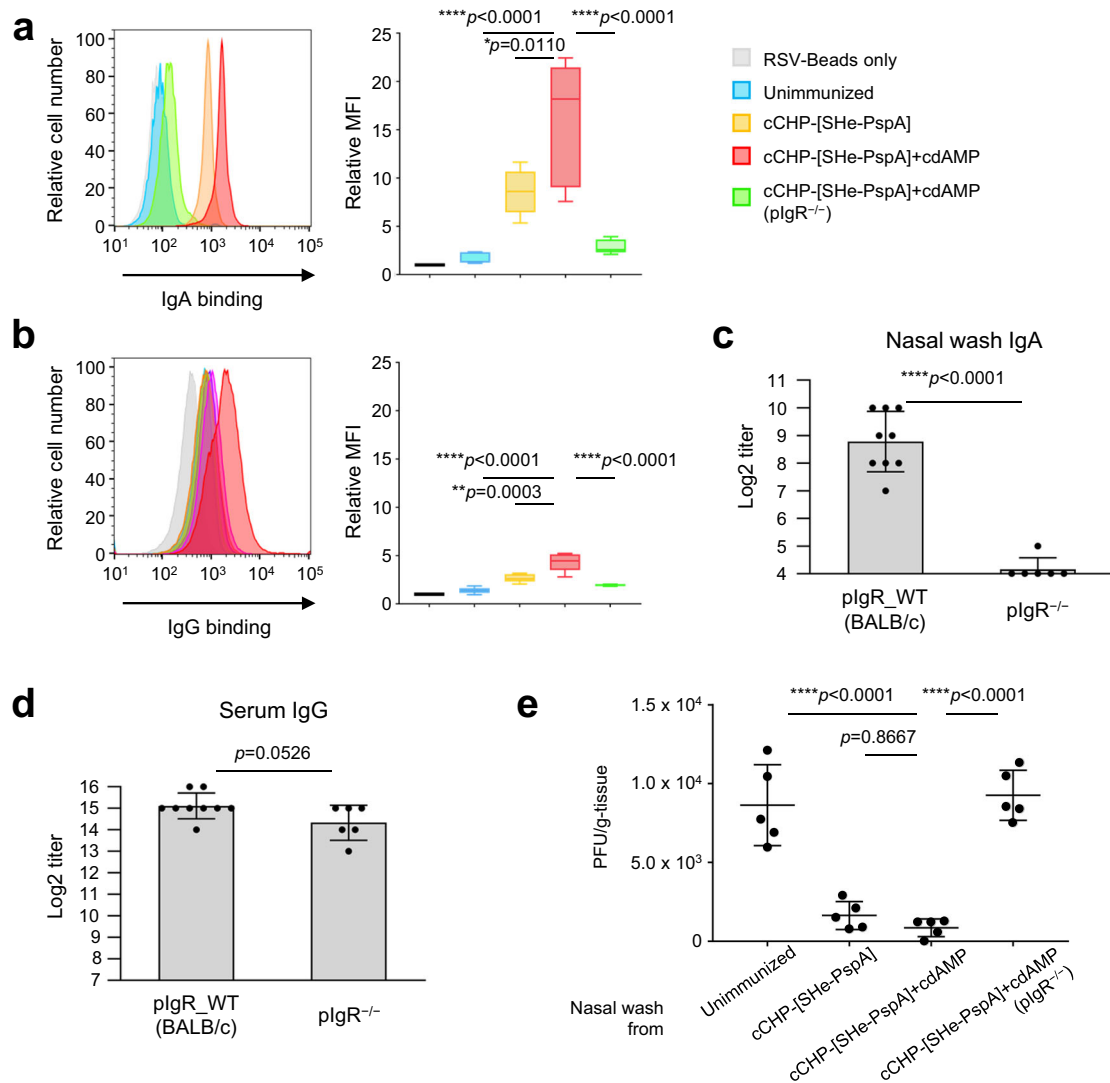 a
Relative cell number
100
80
60
40
20
0
10¹ 10² 10³ 10⁴ 10⁵
IgA binding
Relative MFI
25
20
15
10
5
0
****p<0.0001 ****p<0.0001
*p=0.0110
RSV-Beads only
Unimmunized
cCHP-[SHe-PspA]
cCHP-[SHe-PspA]+cdAMP
cCHP-[SHe-PspA]+cdAMP
(pIgR⁻/⁻)
b
Relative cell number
100
80
60
40
20
0
10¹ 10² 10³ 10⁴ 10⁵
IgG binding
Relative MFI
25
20
15
10
5
0
****p<0.0001 ****p<0.0001
**p=0.0003
c
Nasal wash IgA
****p<0.0001
Log2 titer
11
10
9
8
7
6
5
4
pIgR_WT
(BALB/c)
pIgR⁻/⁻
d
Serum IgG
p=0.0526
Log2 titer
16
15
14
13
12
11
10
9
8
7
pIgR_WT
(BALB/c)
pIgR⁻/⁻
e
PFU/g-tissue
1.5 x 10⁴
1.0 x 10⁴
5.0 x 10³
0
****p<0.0001 ****p<0.0001
p=0.8667
Nasal wash
from
Unimmunized
cCHP-[SHe-PspA]
cCHP-[SHe-PspA]+cdAMP
cCHP-[SHe-PspA]+cdAMP
(pIgR⁻/⁻)